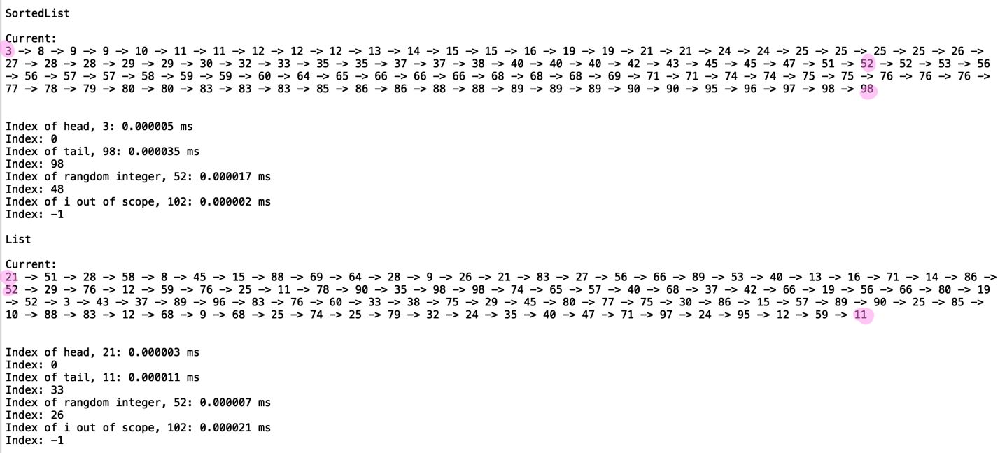 SortedList
Current:
3 -> 8 -> 9 -> 9 -> 10 -> 11 -> 11 -> 12 -> 12 -> 12 -> 13 -> 14 -> 15 -> 15 -> 16 -> 19 -> 19 -> 21 -> 21 -> 24 -> 24 -> 25 -> 25 -> 25 -> 25 -> 26 ->
27 -> 28 -> 28 -> 29 -> 29 -> 30 -> 32 -> 33 -> 35 -> 35 -> 37 -> 37 -> 38 -> 40 -> 40 -> 40 -> 42 -> 43 -> 45 -> 45 -> 47 -> 51 -> 52 -> 52 -> 53 -> 56
-> 56 -> 57 -> 57 -> 58 -> 59 -> 59 -> 60 -> 64 -> 65 -> 66 -> 66 -> 66 -> 68 -> 68 -> 68 -> 69 -> 71 -> 71 -> 74 -> 74 -> 75 -> 75 -> 76 -> 76 -> 76 ->
77 -> 78 -> 79 -> 80 -> 80 -> 83 -> 83 -> 83 -> 85 -> 86 -> 86 -> 88 -> 88 -> 89 -> 89 -> 89 -> 90 -> 90 -> 95 -> 96 -> 97 -> 98 -> 98
Index of head, 3: 0.000005 ms
Index: 0
Index of tail, 98: 0.000035 ms
Index: 98
Index of rangdom integer, 52: 0.000017 ms
Index: 48
Index of i out of scope, 102: 0.000002 ms
Index: -1
List
Current:
21 -> 51 -> 28 -> 58 -> 8 -> 45 -> 15 -> 88 -> 69 -> 64 -> 28 -> 9 -> 26 -> 21 -> 83 -> 27 -> 56 -> 66 -> 89 -> 53 -> 40 -> 13 -> 16 -> 71 -> 14 -> 86 ->
52 -> 29 -> 76 -> 12 -> 59 -> 76 -> 25 -> 11 -> 78 -> 90 -> 35 -> 98 -> 98 -> 74 -> 65 -> 57 -> 40 -> 68 -> 37 -> 42 -> 66 -> 19 -> 56 -> 66 -> 80 -> 19
-> 52 -> 3 -> 43 -> 37 -> 89 -> 96 -> 83 -> 76 -> 60 -> 33 -> 38 -> 75 -> 29 -> 45 -> 80 -> 77 -> 75 -> 30 -> 86 -> 15 -> 57 -> 89 -> 90 -> 25 -> 85 ->
10 -> 88 -> 83 -> 12 -> 68 -> 9 -> 68 -> 25 -> 74 -> 25 -> 79 -> 32 -> 24 -> 35 -> 40 -> 47 -> 71 -> 97 -> 24 -> 95 -> 12 -> 59 -> 11
Index of head, 21: 0.000003 ms
Index: 0
Index of tail, 11: 0.000011 ms
Index: 33
Index of rangdom integer, 52: 0.000007 ms
Index: 26
Index of i out of scope, 102: 0.000021 ms
Index: -1